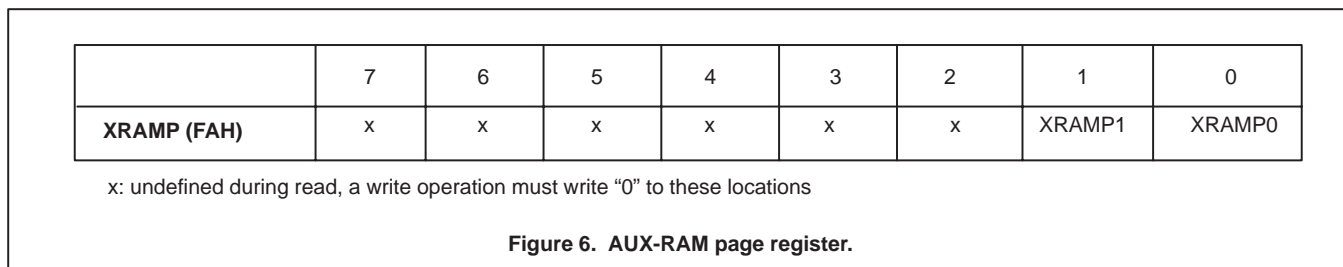 7 6 5 4 3 2 1 0
XRAMP (FAH) x x x x x x XRAMP1 XRAMP0
x: undefined during read, a write operation must write “0” to these locations
Figure 6. AUX-RAM page register.